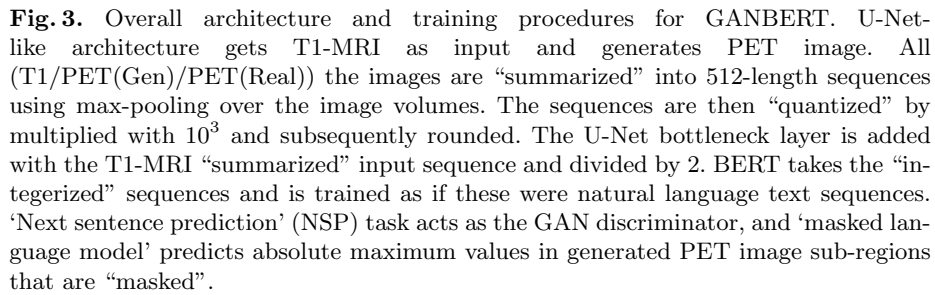 Fig. 3. Overall architecture and training procedures for GANBERT. U-Net-
like architecture gets T1-MRI as input and generates PET image. All
(T1/PET(Gen)/PET(Real)) the images are “summarized” into 512-length sequences
using max-pooling over the image volumes. The sequences are then “quantized” by
multiplied with 10³ and subsequently rounded. The U-Net bottleneck layer is added
with the T1-MRI “summarized” input sequence and divided by 2. BERT takes the “in-
tegerized” sequences and is trained as if these were natural language text sequences.
‘Next sentence prediction’ (NSP) task acts as the GAN discriminator, and ‘masked lan-
guage model’ predicts absolute maximum values in generated PET image sub-regions
that are “masked”.